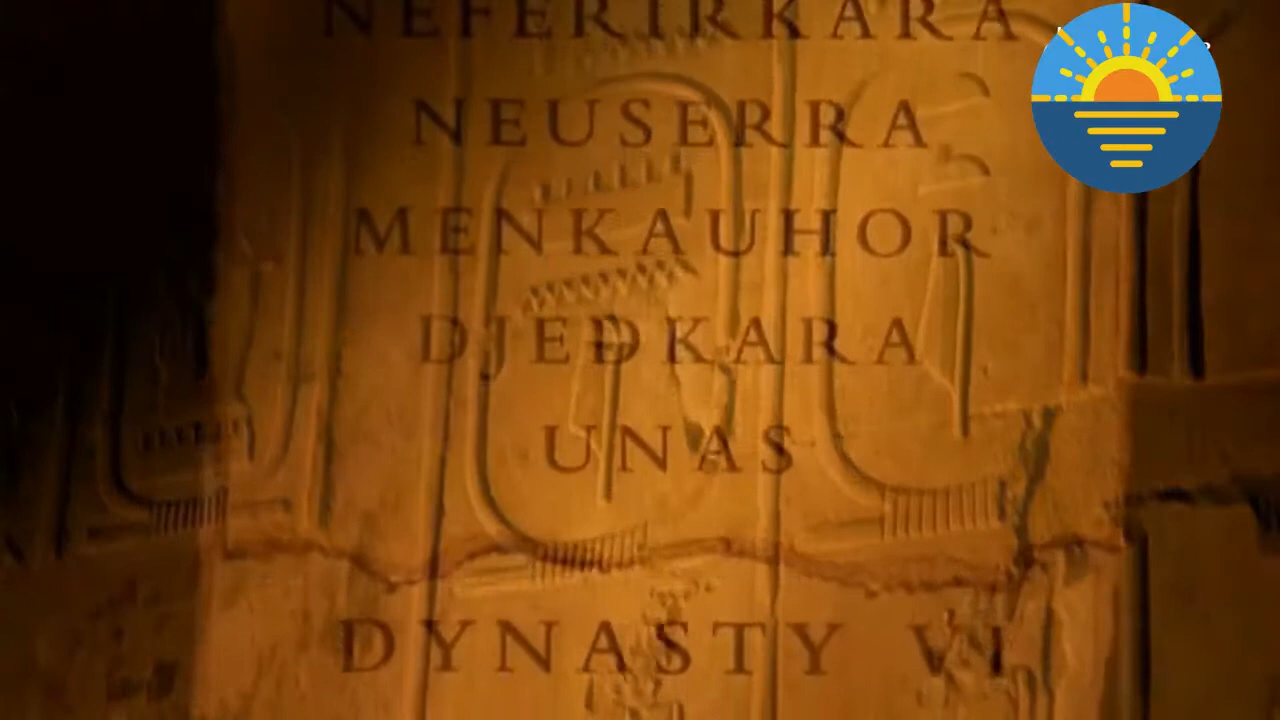 NEFERIRKARA
NEUSERRA
MENKAUHOR
DJEDKARA
UNAS
DYNASTY VI